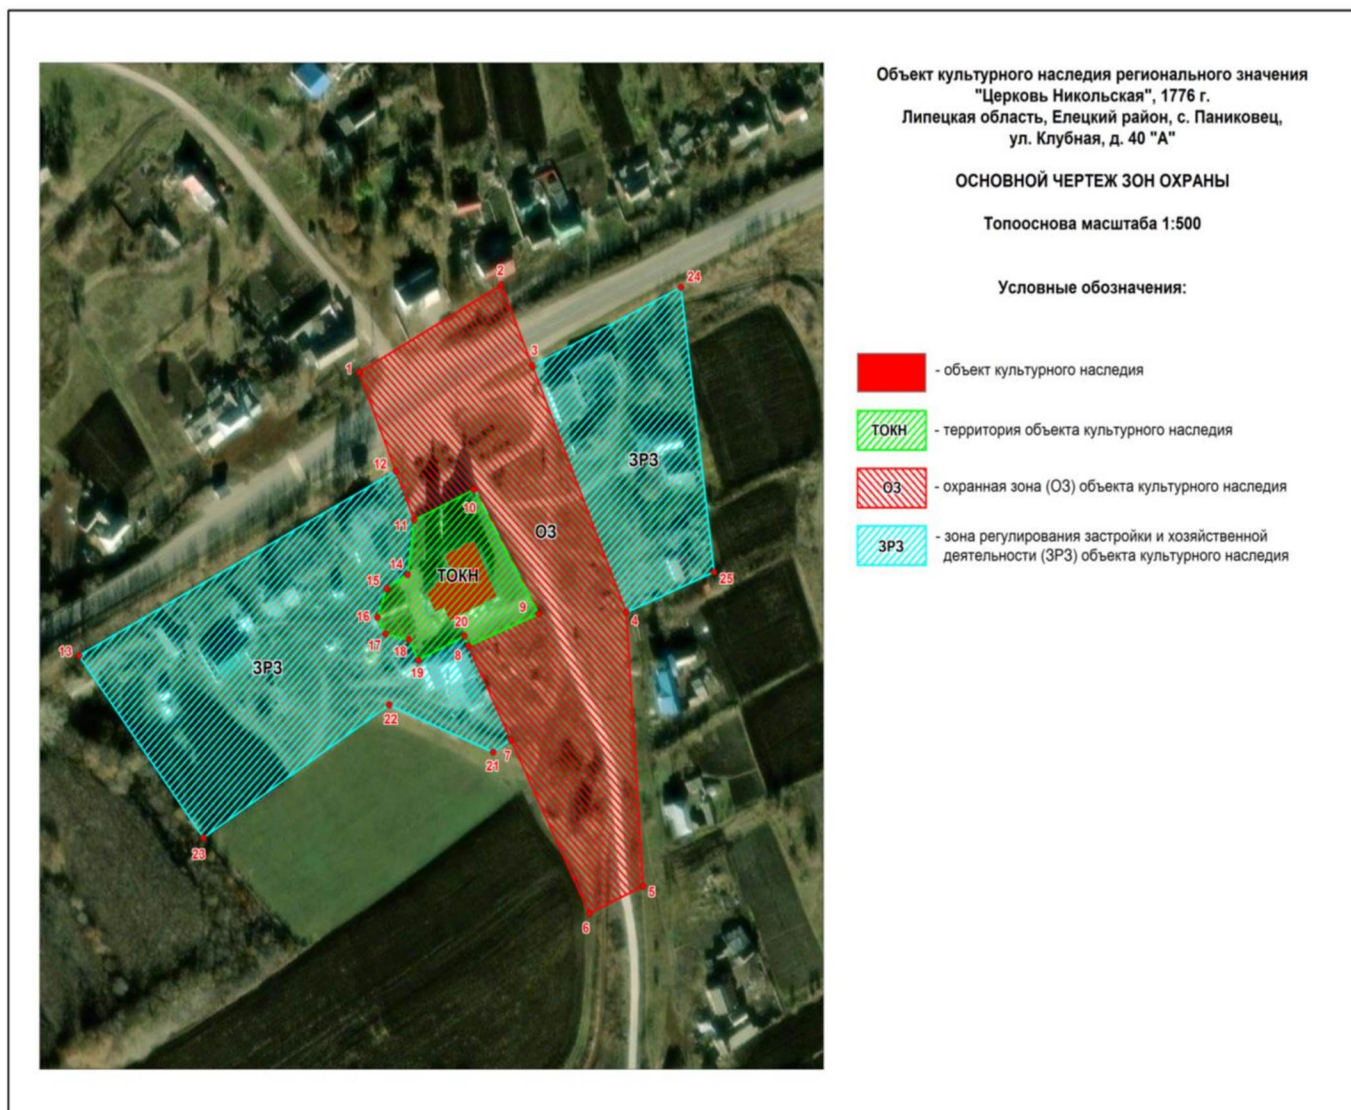 Объект культурного наследия регионального значения
"Церковь Никольская", 1776 г.
Липецкая область, Елецкий район, с. Паниковец,
ул. Клубная, д. 40 "А"
ОСНОВНОЙ ЧЕРТЕЖ ЗОН ОХРАНЫ
Топооснова масштаба 1:500
Условные обозначения:
- объект культурного наследия
ТОКН - территория объекта культурного наследия
ОЗ - охранная зона (ОЗ) объекта культурного наследия
ЗРЗ - зона регулирования застройки и хозяйственной
деятельности (ЗРЗ) объекта культурного наследия
2
24
3
1
12
ЗРЗ
10
11
ОЗ
14
ТОКН
25
15
16
9
4
20
17
18
8
13
19
ЗРЗ
22
7
21
23
5
6